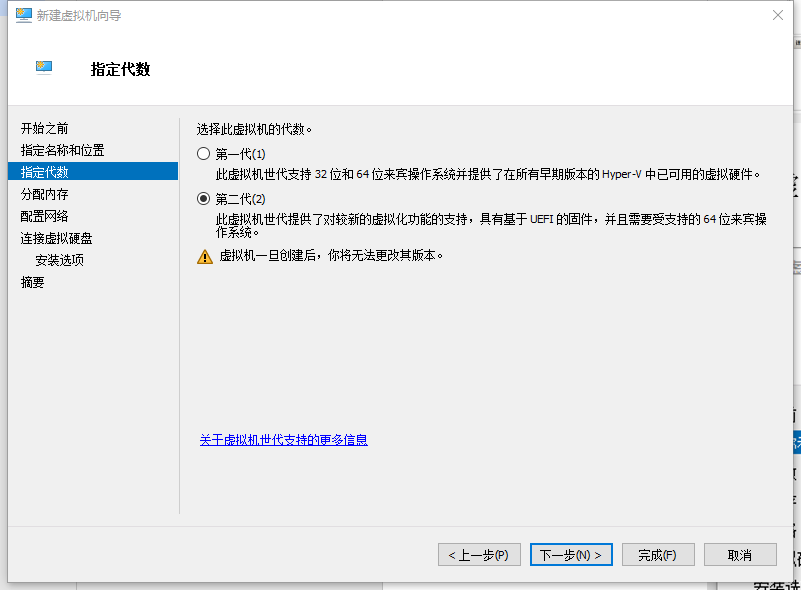 新建虚拟机向导
指定代数
开始之前
指定名称和位置
指定代数
分配内存
配置网络
连接虚拟硬盘
安装选项
摘要
选择此虚拟机的代数。
第一代(1)
此虚拟机世代支持 32 位和 64 位来宾操作系统并提供了在所有早期版本的 Hyper-V 中已可用的虚拟硬件。
第二代(2)
此虚拟机世代提供了对较新的虚拟化功能的支持，具有基于 UEFI 的固件，并且需要受支持的 64 位来宾操
作系统。
虚拟机一旦创建后，你将无法更改其版本。
关于虚拟机世代支持的更多信息
< 上一步(P)
下一步(N) >
完成(F)
取消